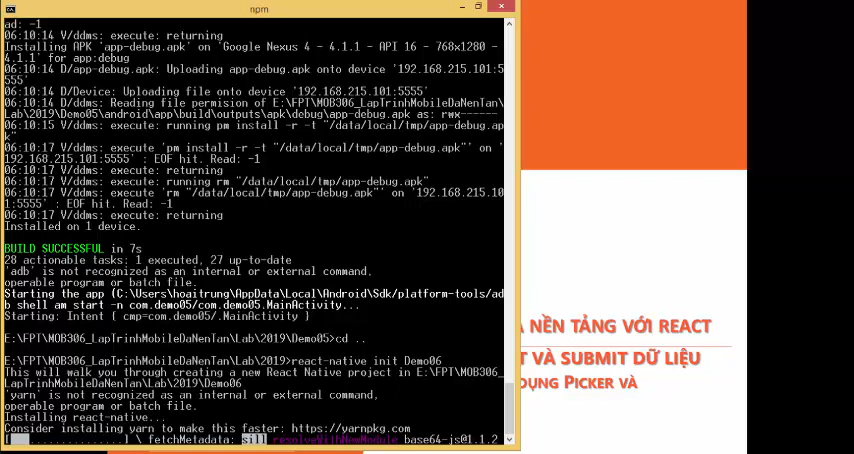 npm
ad: -1
06:10:14 V/ddms: execute: returning
Installing APK 'app-debug.apk' on 'Google Nexus 4 - 4.1.1 - API 16 - 768x1280 -
4.1.1' for app:debug
06:10:14 D/app-debug.apk: Uploading app-debug.apk onto device '192.168.215.101:5
555'
06:10:14 D/Device: Uploading file onto device '192.168.215.101:5555'
06:10:14 D/ddms: Reading file permision of E:\FPT\MOB306_LapTrinhMobileDaNenTan\
Lab\2019\Demo05\android\app\build\outputs\apk\debug\app-debug.apk as: rwx------
06:10:15 V/ddms: execute: running pm install -r -t "/data/local/tmp/app-debug.ap
k"
06:10:17 V/ddms: execute 'pm install -r -t "/data/local/tmp/app-debug.apk"' on '
192.168.215.101:5555' : EOF hit. Read: -1
06:10:17 V/ddms: execute: returning
06:10:17 V/ddms: execute: running rm "/data/local/tmp/app-debug.apk"
06:10:17 V/ddms: execute 'rm "/data/local/tmp/app-debug.apk"' on '192.168.215.10
1:5555' : EOF hit. Read: -1
06:10:17 V/ddms: execute: returning
Installed on 1 device.
BUILD SUCCESSFUL in 7s
28 actionable tasks: 1 executed, 27 up-to-date
'adb' is not recognized as an internal or external command,
operable program or batch file.
Starting the app (C:\Users\hoaitrung\AppData\Local\Android\Sdk/platform-tools/ad
b shell am start -n com.demo05/com.demo05.MainActivity...
Starting: Intent { cmp=com.demo05/.MainActivity }
E:\FPT\MOB306_LapTrinhMobileDaNenTan\Lab\2019\Demo05>cd ..
E:\FPT\MOB306_LapTrinhMobileDaNenTan\Lab\2019>react-native init Demo06
This will walk you through creating a new React Native project in E:\FPT\MOB306_
LapTrinhMobileDaNenTan\Lab\2019\Demo06
'yarn' is not recognized as an internal or external command,
operable program or batch file.
Installing react-native...
Consider installing yarn to make this faster: https://yarnpkg.com
[ ...............] \ fetchMetadata: sill resolveWithNewModule base64-js@1.1.2
NỀN TẢNG VỚI REACT
T VÀ SUBMIT DỮ LIỆU
DỤNG PICKER VÀ